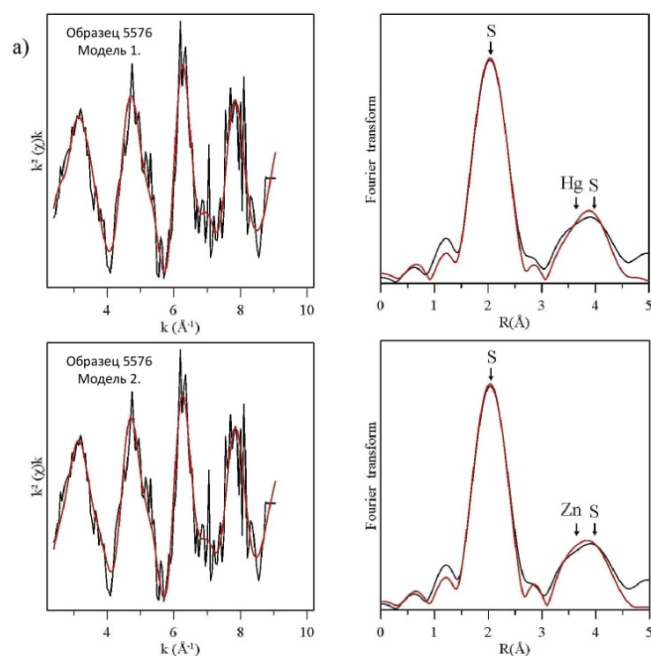 a)
Образец 5576
Модель 1.
k² (χ)k
4 6 8 10
k (Å⁻¹)
S
Hg S
Fourier transform
0 1 2 3 4 5
R(Å)
Образец 5576
Модель 2.
k² (χ)k
4 6 8 10
k (Å⁻¹)
S
Zn S
Fourier transform
0 1 2 3 4 5
R(Å)